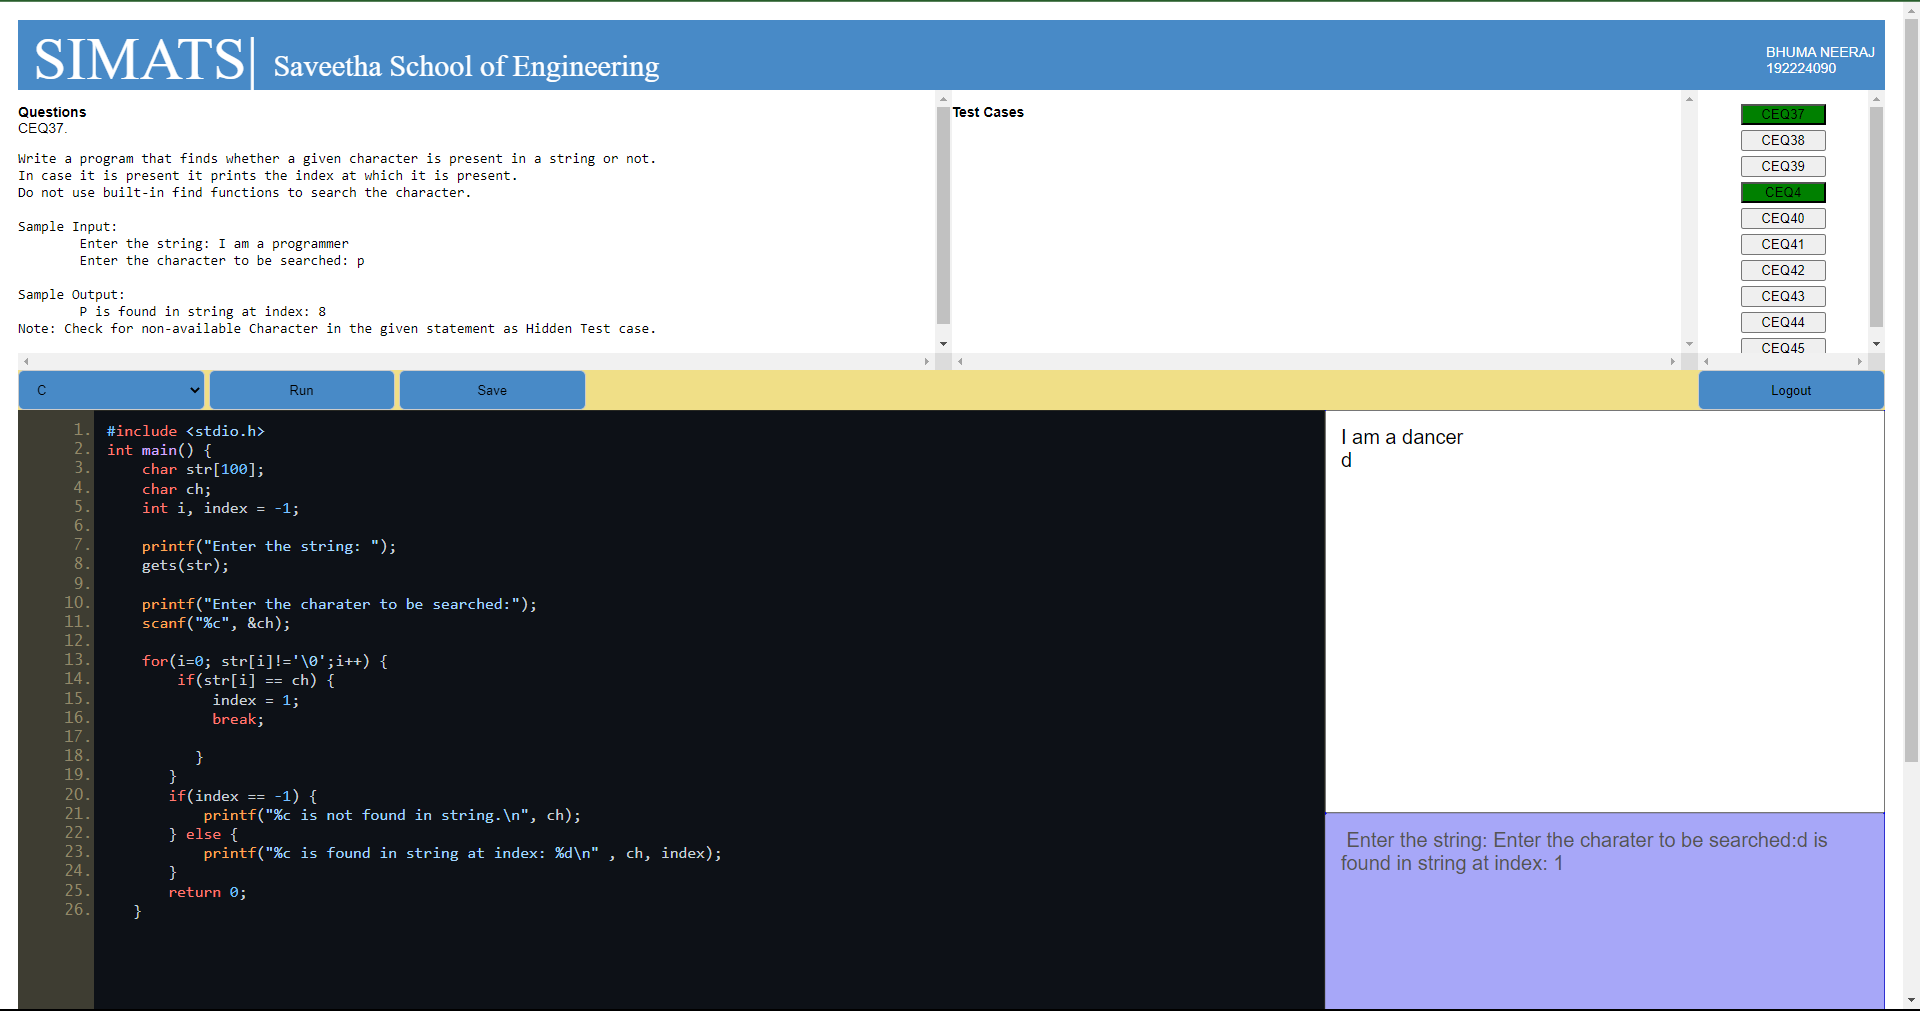 SIMATS| Saveetha School of Engineering
BHUMA NEERAJ
192224090
Questions
CEQ37.
Write a program that finds whether a given character is present in a string or not.
In case it is present it prints the index at which it is present.
Do not use built-in find functions to search the character.
Sample Input:
Enter the string: I am a programmer
Enter the character to be searched: p
Sample Output:
P is found in string at index: 8
Note: Check for non-available Character in the given statement as Hidden Test case.
Test Cases
CEQ37
CEQ38
CEQ39
CEQ4
CEQ40
CEQ41
CEQ42
CEQ43
CEQ44
CEQ45
C
Run
Save
Logout
1. #include <stdio.h>
2. int main() {
3.     char str[100];
4.     char ch;
5.     int i, index = -1;
6.
7.     printf("Enter the string: ");
8.     gets(str);
9.
10.     printf("Enter the charater to be searched:");
11.     scanf("%c", &ch);
12.
13.     for(i=0; str[i]!='\0';i++) {
14.         if(str[i] == ch) {
15.             index = 1;
16.             break;
17.
18.           }
19.        }
20.        if(index == -1) {
21.            printf("%c is not found in string.\n", ch);
22.        } else {
23.            printf("%c is found in string at index: %d\n" , ch, index);
24.        }
25.        return 0;
26.    }
I am a dancer
d
Enter the string: Enter the charater to be searched:d is
found in string at index: 1